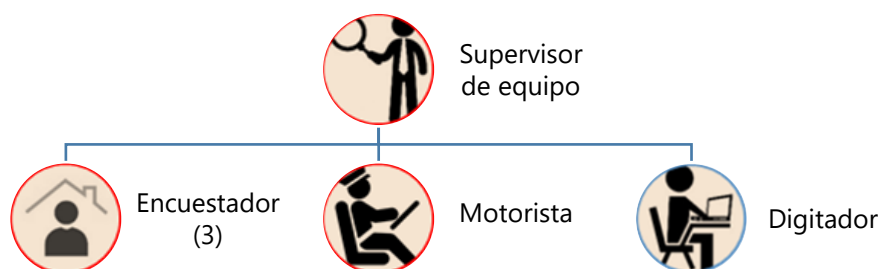 Supervisor
de equipo
Encuestador
(3)
Motorista
Digitador